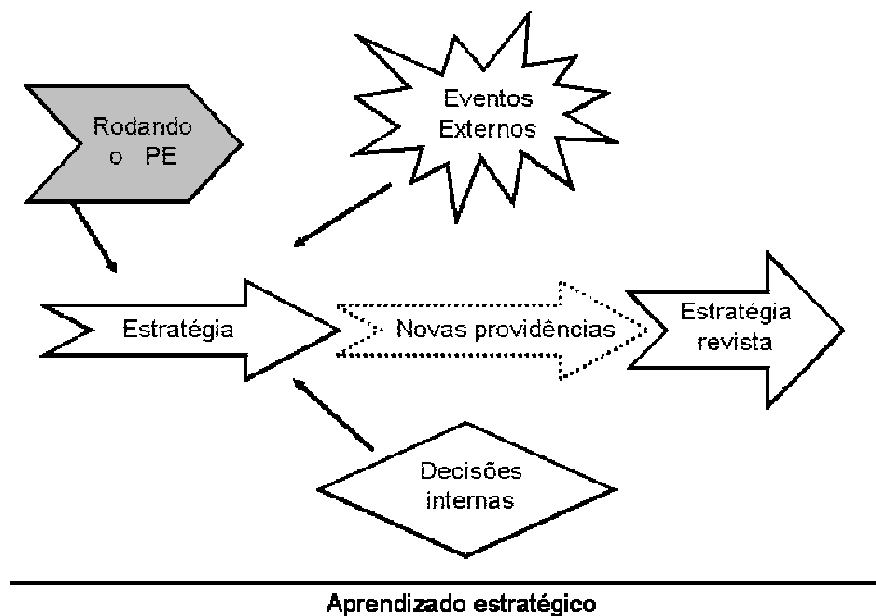 Rodando
o PE
Eventos
Externos
Estratégia
Novas providências
Estratégia
revista
Decisões
internas
Aprendizado estratégico